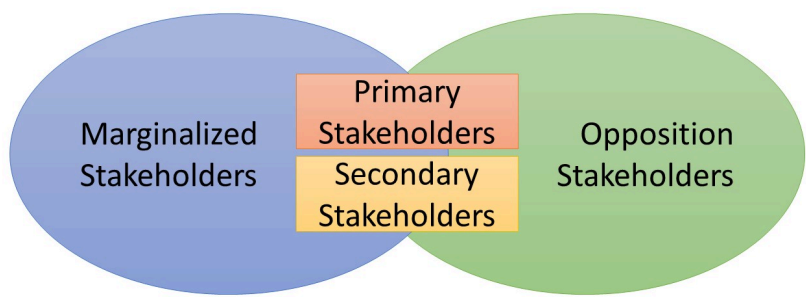 Marginalized
Stakeholders
Primary
Stakeholders
Secondary
Stakeholders
Opposition
Stakeholders